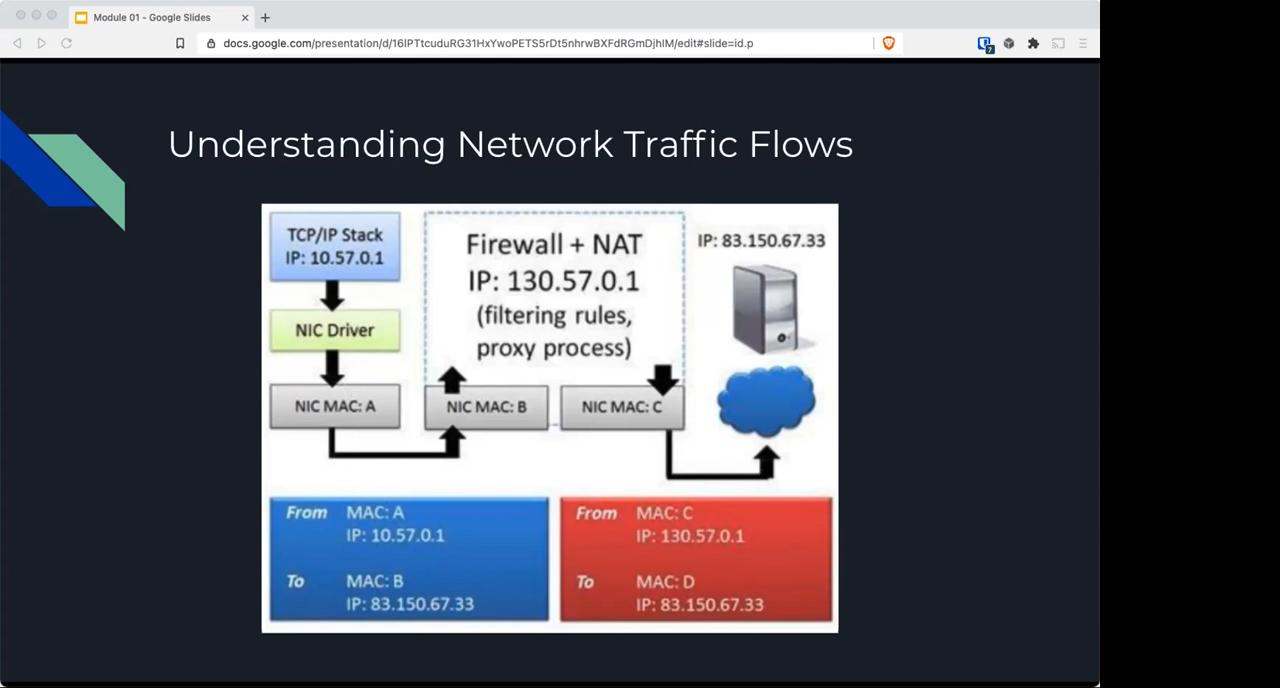 Module 01 - Google Slides
docs.google.com/presentation/d/16IPTtcuduRG31HxYwoPETS5rDt5nhrwBXFdRGmDjhIM/edit#slide=id.p
7
Understanding Network Traffic Flows
TCP/IP Stack
IP: 10.57.0.1
NIC Driver
NIC MAC: A
Firewall + NAT
IP: 130.57.0.1
(filtering rules,
proxy process)
NIC MAC: B
NIC MAC: C
IP: 83.150.67.33
From MAC: A
IP: 10.57.0.1
To MAC: B
IP: 83.150.67.33
From MAC: C
IP: 130.57.0.1
To MAC: D
IP: 83.150.67.33